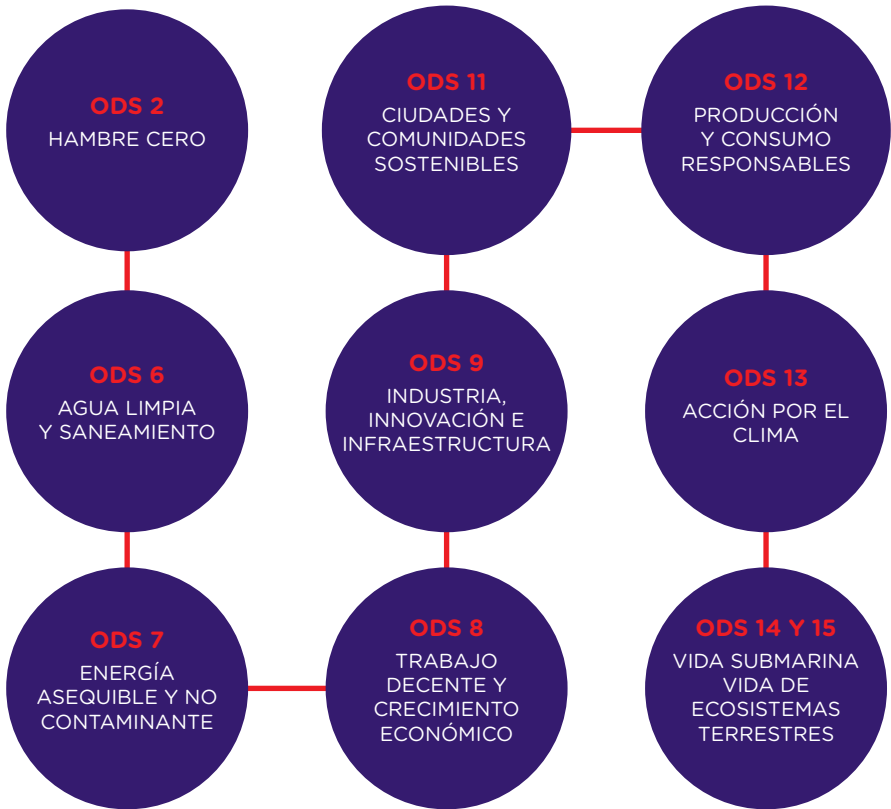 ODS 2
HAMBRE CERO
ODS 6
AGUA LIMPIA
Y SANEAMIENTO
ODS 7
ENERGÍA
ASEQUIBLE Y NO
CONTAMINANTE
ODS 8
TRABAJO
DECENTE Y
CRECIMIENTO
ECONÓMICO
ODS 9
INDUSTRIA,
INNOVACIÓN E
INFRAESTRUCTURA
ODS 11
CIUDADES Y
COMUNIDADES
SOSTENIBLES
ODS 12
PRODUCCIÓN
Y CONSUMO
RESPONSABLES
ODS 13
ACCIÓN POR EL
CLIMA
ODS 14 Y 15
VIDA SUBMARINA
VIDA DE
ECOSISTEMAS
TERRESTRES